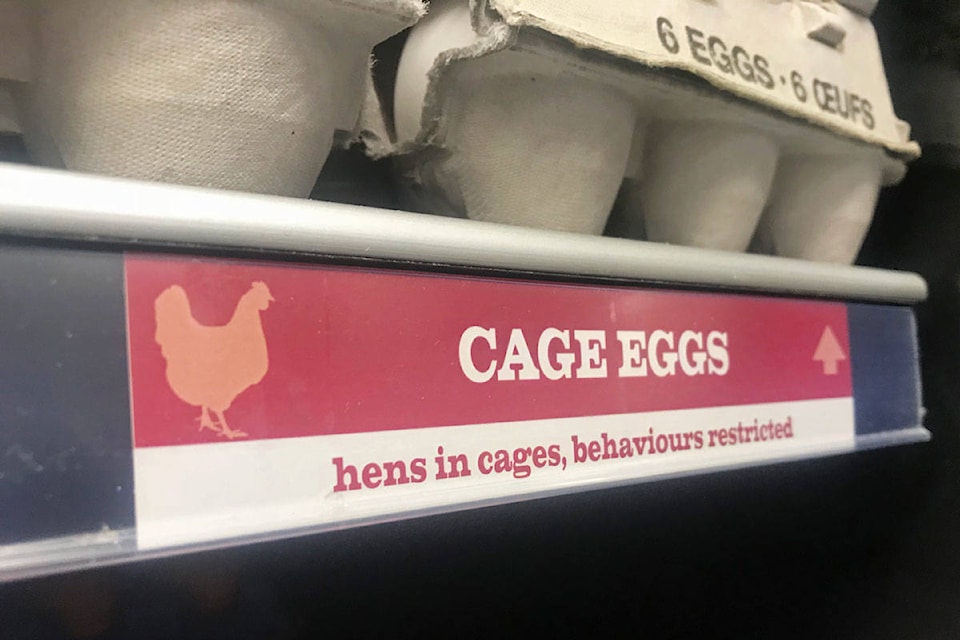 6 EGGS · 6 ŒUFS
CAGE EGGS
hens in cages, behaviours restricted